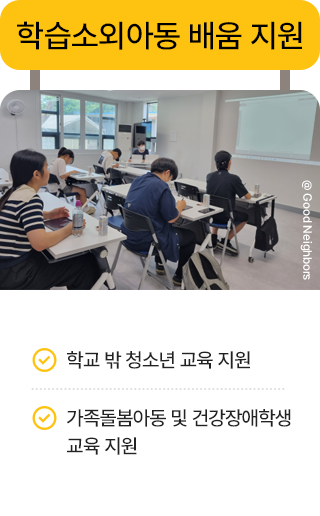 학습소외아동 배움 지원
@ Good Neighbors
학교 밖 청소년 교육 지원
가족돌봄아동 및 건강장애학생
교육 지원